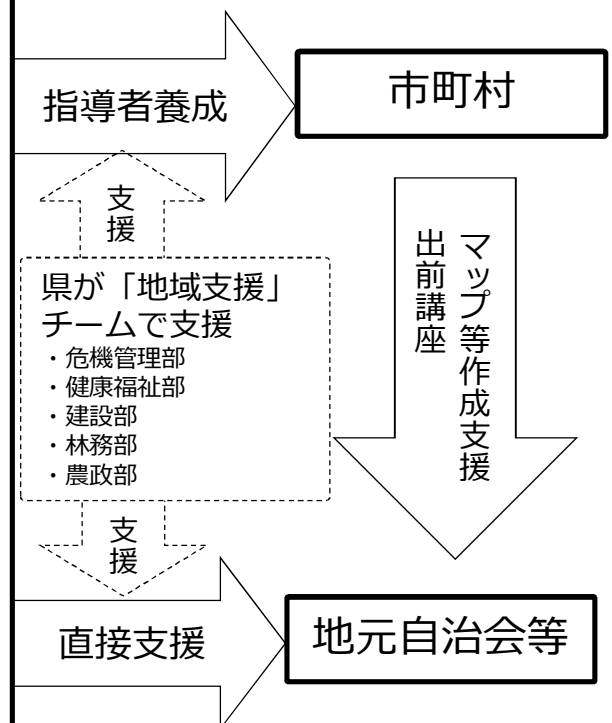 指導者養成
市町村
支援
県が「地域支援」
チームで支援
・危機管理部
・健康福祉部
・建設部
・林務部
・農政部
マップ等作成支援
出前講座
支援
直接支援
地元自治会等